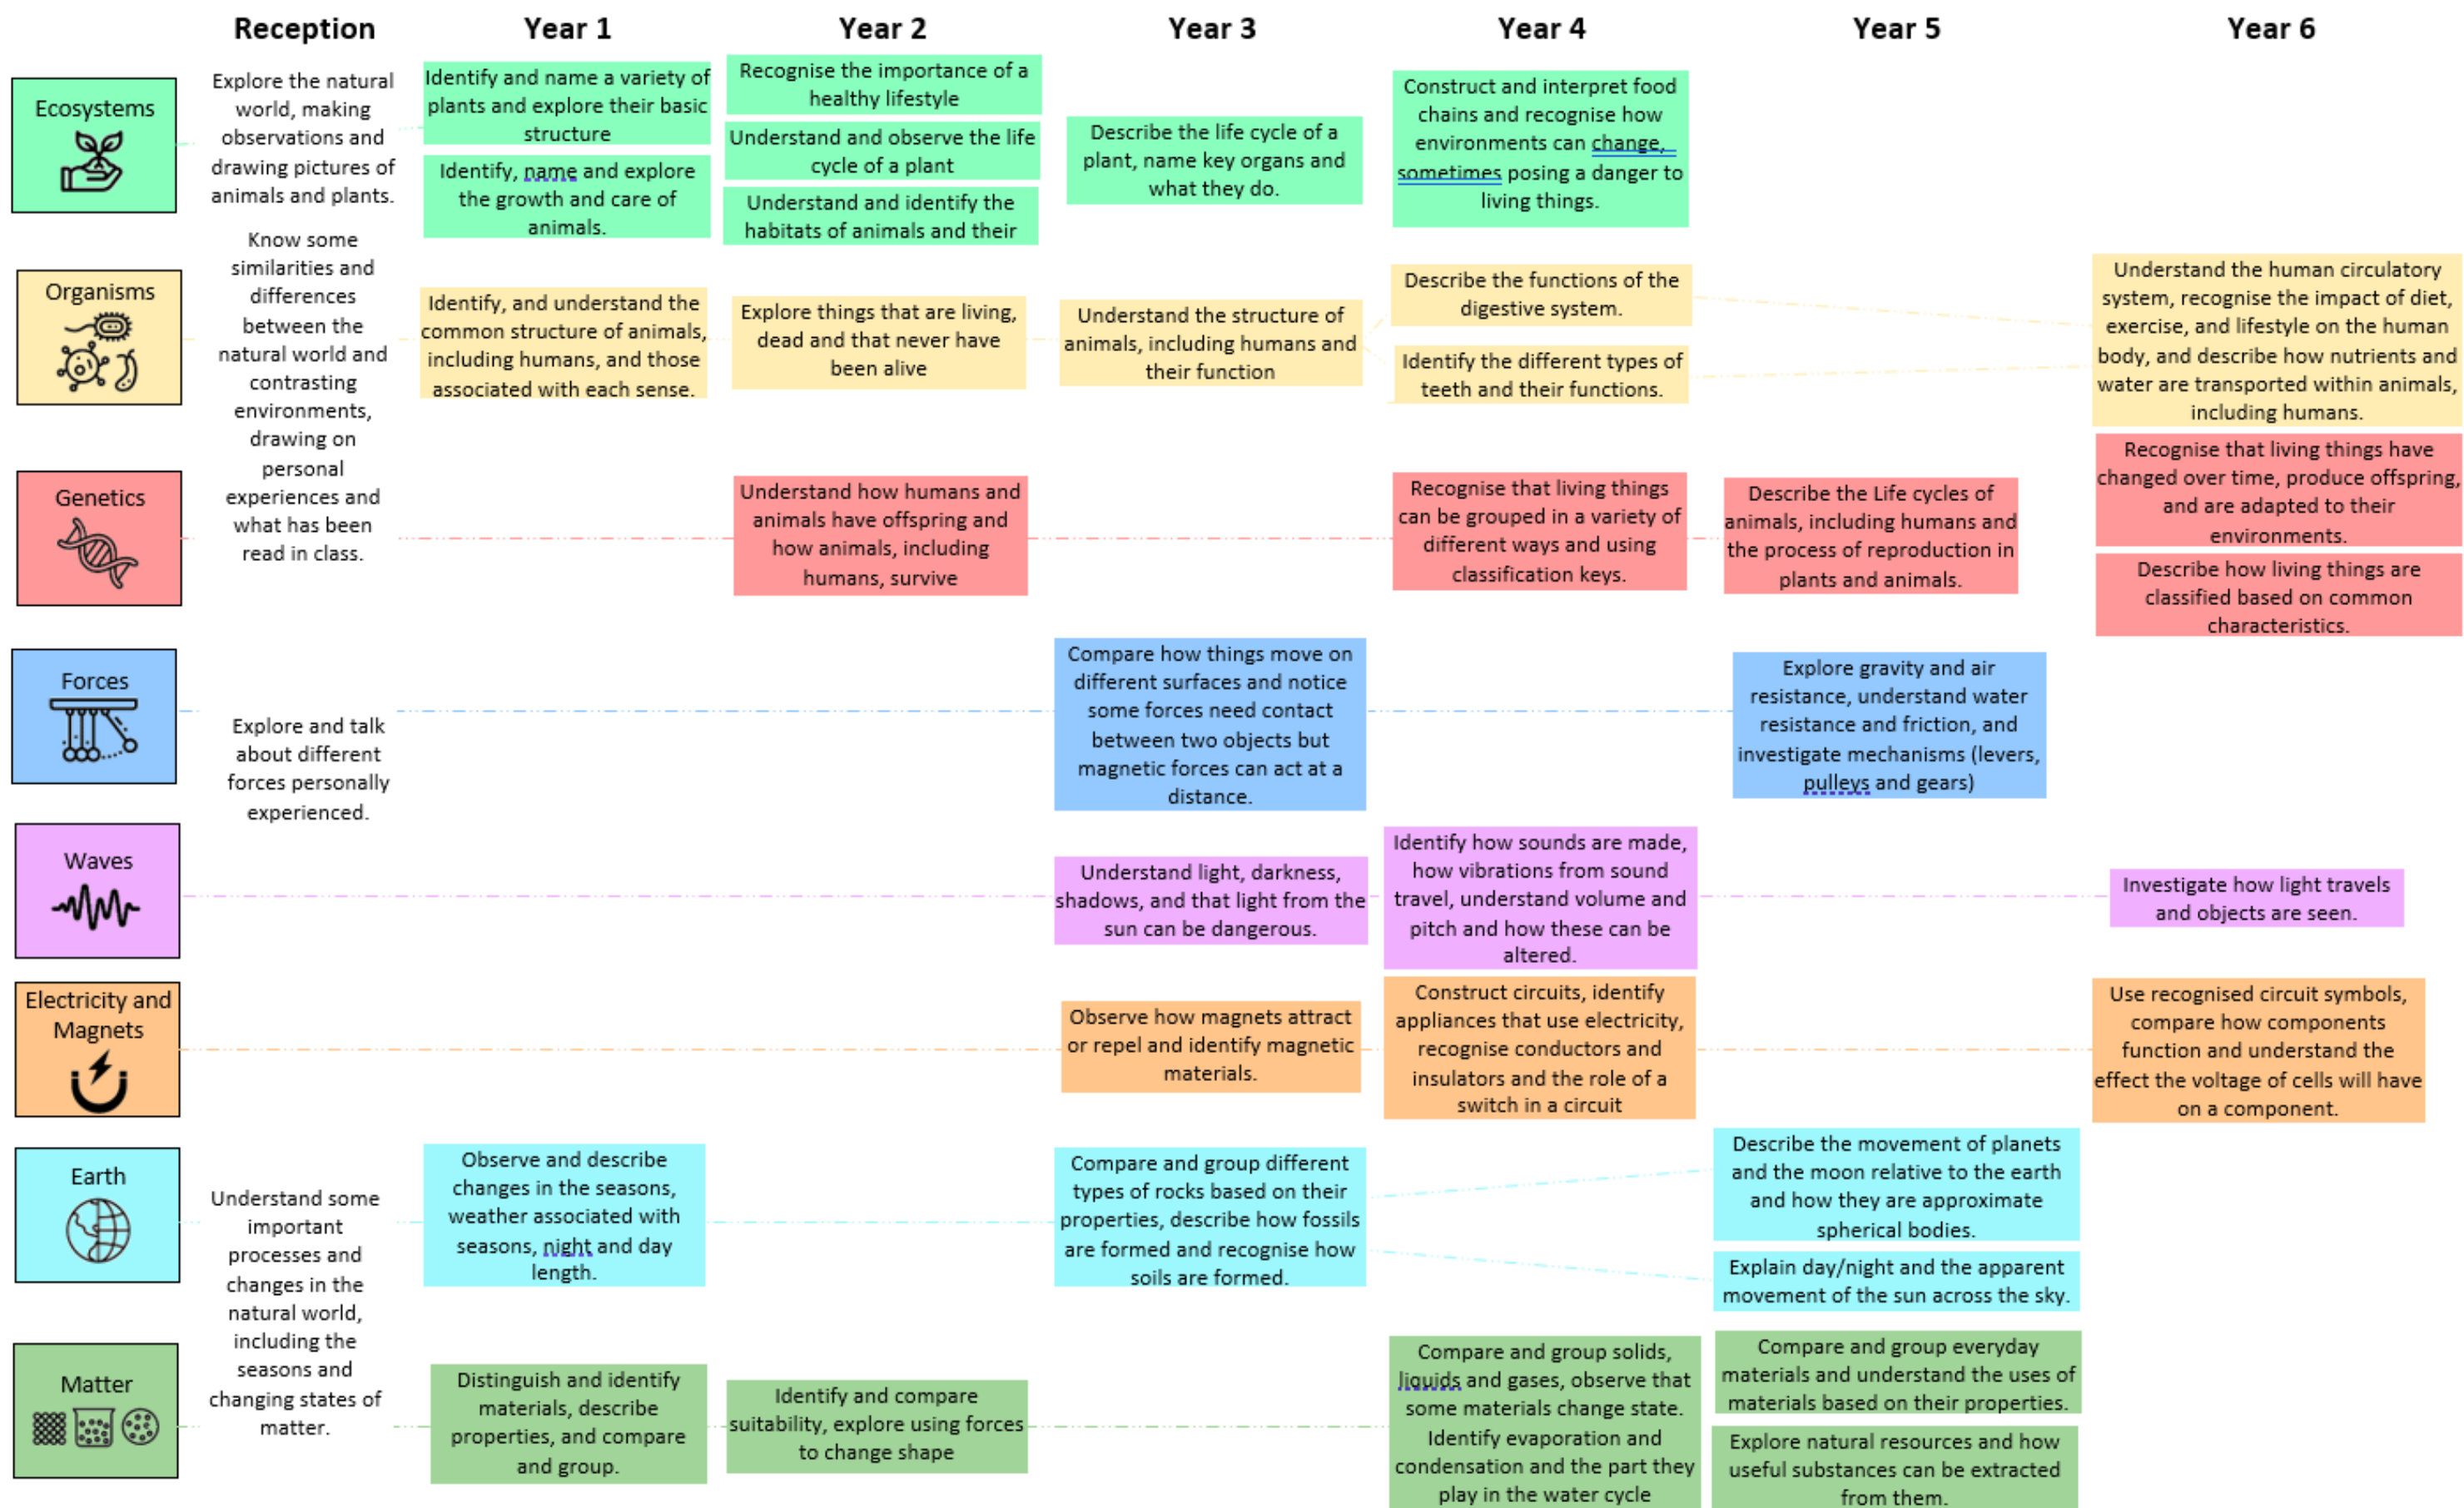 Reception
Year 1
Year 2
Year 3
Year 4
Year 5
Year 6
Ecosystems
Explore the natural
world, making
observations and
drawing pictures of
animals and plants.
Know some
similarities and
differences
between the
natural world and
contrasting
environments,
drawing on
personal
experiences and
what has been
read in class.
Identify and name a variety of
plants and explore their basic
structure
Identify, name and explore
the growth and care of
animals.
Recognise the importance of a
healthy lifestyle
Understand and observe the life
cycle of a plant
Understand and identify the
habitats of animals and their
Describe the life cycle of a
plant, name key organs and
what they do.
Construct and interpret food
chains and recognise how
environments can change,
sometimes posing a danger to
living things.
Organisms
Identify, and understand the
common structure of animals,
including humans, and those
associated with each sense.
Explore things that are living,
dead and that never have
been alive
Understand the structure of
animals, including humans and
their function
Describe the functions of the
digestive system.
Identify the different types of
teeth and their functions.
Understand the human circulatory
system, recognise the impact of diet,
exercise, and lifestyle on the human
body, and describe how nutrients and
water are transported within animals,
including humans.
Genetics
Understand how humans and
animals have offspring and
how animals, including
humans, survive
Recognise that living things
can be grouped in a variety of
different ways and using
classification keys.
Describe the Life cycles of
animals, including humans and
the process of reproduction in
plants and animals.
Recognise that living things have
changed over time, produce offspring,
and are adapted to their
environments.
Describe how living things are
classified based on common
characteristics.
Forces
Explore and talk
about different
forces personally
experienced.
Compare how things move on
different surfaces and notice
some forces need contact
between two objects but
magnetic forces can act at a
distance.
Explore gravity and air
resistance, understand water
resistance and friction, and
investigate mechanisms (levers,
pulleys and gears)
Waves
Understand light, darkness,
shadows, and that light from the
sun can be dangerous.
Identify how sounds are made,
how vibrations from sound
travel, understand volume and
pitch and how these can be
altered.
Investigate how light travels
and objects are seen.
Electricity and
Magnets
Observe how magnets attract
or repel and identify magnetic
materials.
Construct circuits, identify
appliances that use electricity,
recognise conductors and
insulators and the role of a
switch in a circuit
Use recognised circuit symbols,
compare how components
function and understand the
effect the voltage of cells will have
on a component.
Earth
Understand some
important
processes and
changes in the
natural world,
including the
seasons and
changing states of
matter.
Observe and describe
changes in the seasons,
weather associated with
seasons, night and day
length.
Compare and group different
types of rocks based on their
properties, describe how fossils
are formed and recognise how
soils are formed.
Describe the movement of planets
and the moon relative to the earth
and how they are approximate
spherical bodies.
Explain day/night and the apparent
movement of the sun across the sky.
Matter
Distinguish and identify
materials, describe
properties, and compare
and group.
Identify and compare
suitability, explore using forces
to change shape
Compare and group solids,
liquids and gases, observe that
some materials change state.
Identify evaporation and
condensation and the part they
play in the water cycle
Compare and group everyday
materials and understand the uses of
materials based on their properties.
Explore natural resources and how
useful substances can be extracted
from them.